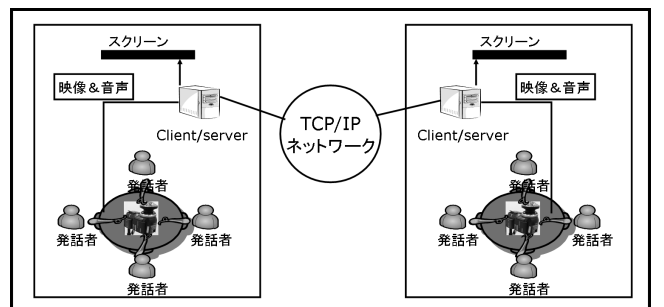 スクリーン
映像&音声
Client/server
発話者
発話者
発話者
発話者
TCP/IP
ネットワーク
スクリーン
映像&音声
Client/server
発話者
発話者
発話者
発話者